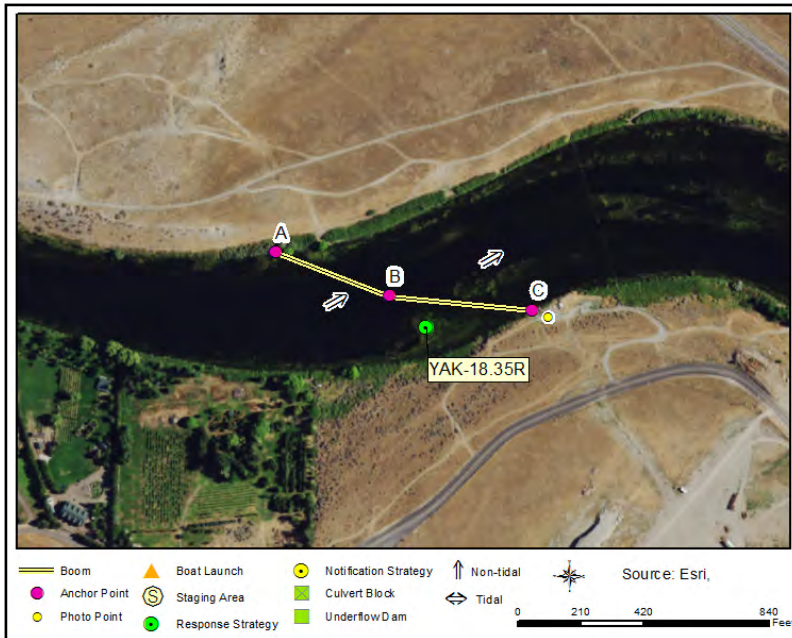 A
B
C
YAK-18.35R
Boom
Anchor Point
Photo Point
Boat Launch
S Staging Area
Response Strategy
Notification Strategy
Culvert Block
Underflow Dam
Non-tidal
Tidal
Source: Esri,
0 210 420 840
Feet